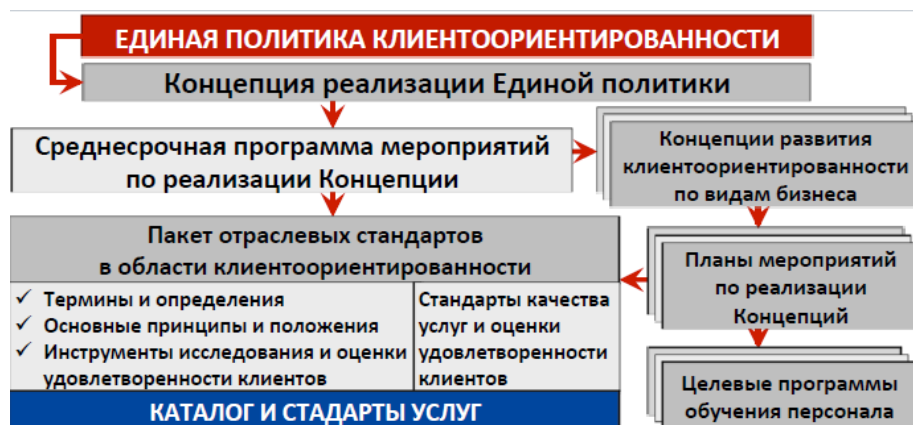 ЕДИНАЯ ПОЛИТИКА КЛИЕНТООРИЕНТИРОВАННОСТИ
Концепция реализации Единой политики
Среднесрочная программа мероприятий
по реализации Концепции
Концепции развития
клиентоориентированности
по видам бизнеса
Пакет отраслевых стандартов
в области клиентоориентированности
✓ Термины и определения
✓ Основные принципы и положения
✓ Инструменты исследования и оценки
удовлетворенности клиентов
Стандарты качества
услуг и оценки
удовлетворенности
клиентов
КАТАЛОГ И СТАДАРТЫ УСЛУГ
Планы мероприятий
по реализации
Концепций
Целевые программы
обучения персонала